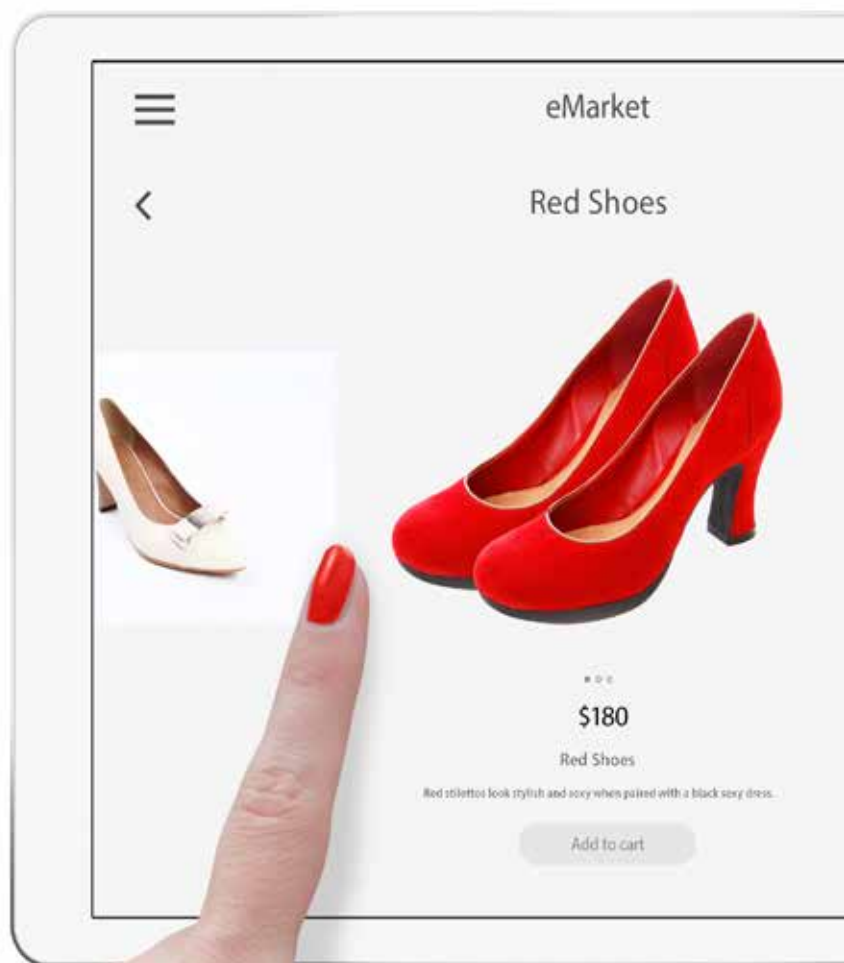 eMarket
Red Shoes
$180
Red Shoes
Red stilettos look stylish and sexy when paired with a black sexy dress.
Add to cart